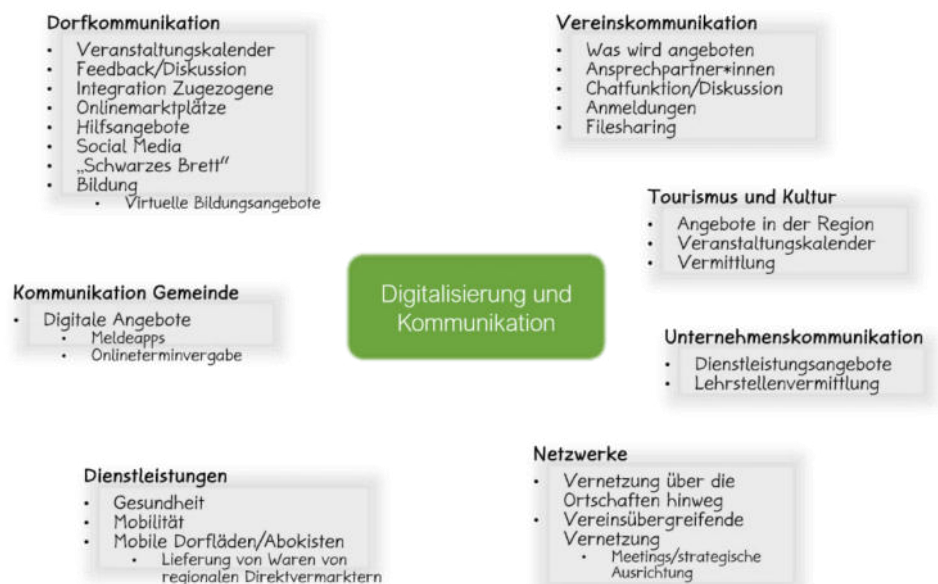 Dorfkommunikation
• Veranstaltungskalender
• Feedback/Diskussion
• Integration Zugezogene
• Onlinemarktplätze
• Hilfsangebote
• Social Media
• „Schwarzes Brett“
• Bildung
• Virtuelle Bildungsangebote
Vereinskommunikation
• Was wird angeboten
• Ansprechpartner*innen
• Chatfunktion/Diskussion
• Anmeldungen
• Filesharing
Tourismus und Kultur
• Angebote in der Region
• Veranstaltungskalender
• Vermittlung
Kommunikation Gemeinde
• Digitale Angebote
• Meldeapps
• Onlineterminvergabe
Digitalisierung und
Kommunikation
Unternehmenskommunikation
• Dienstleistungsangebote
• Lehrstellenvermittlung
Dienstleistungen
• Gesundheit
• Mobilität
• Mobile Dorfläden/Abokisten
• Lieferung von Waren von
regionalen Direktvermarktern
Netzwerke
• Vernetzung über die
Ortschaften hinweg
• Vereinsübergreifende
Vernetzung
• Meetings/strategische
Ausrichtung